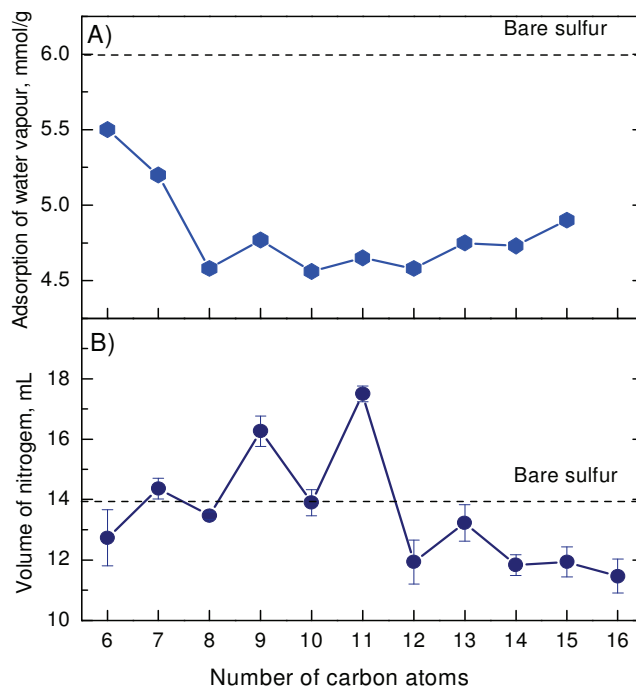 A)
Bare sulfur
Adsorption of water vapour, mmol/g
6.0
5.5
5.0
4.5
B)
Bare sulfur
Volume of nitrogem, mL
18
16
14
12
10
6 7 8 9 10 11 12 13 14 15 16
Number of carbon atoms